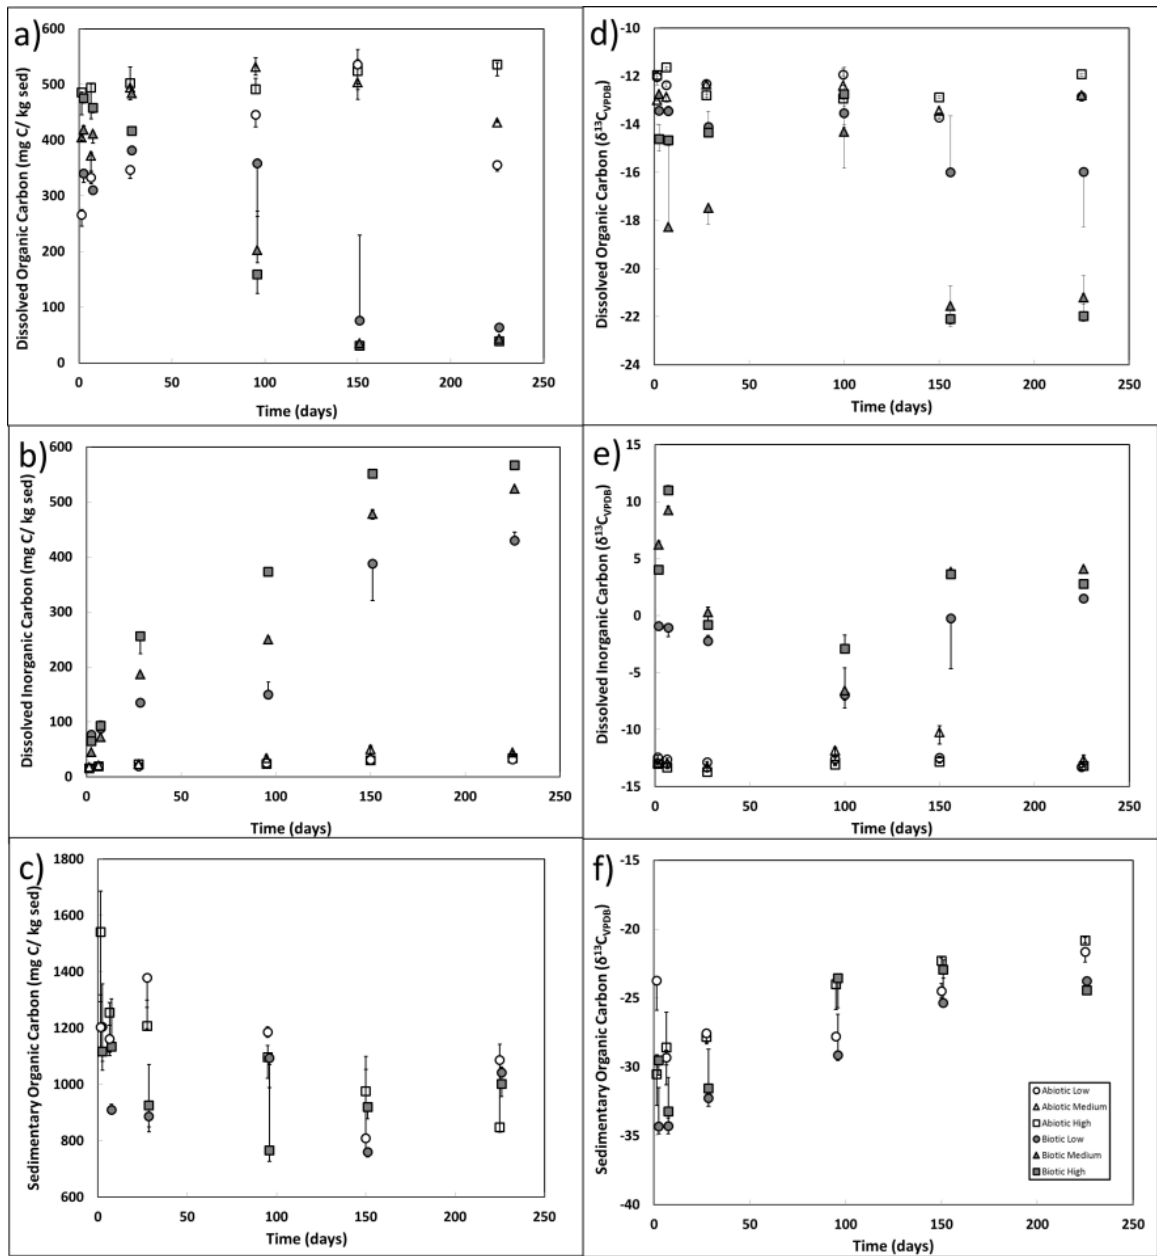 a)
Dissolved Organic Carbon (mg C/ kg sed)
600
500
400
300
200
100
0
0 50 100 150 200 250
Time (days)
d)
Dissolved Organic Carbon (δ13CVPDB)
-10
-12
-14
-16
-18
-20
-22
-24
0 50 100 150 200 250
Time (days)
b)
Dissolved Inorganic Carbon (mg C/ kg sed)
600
500
400
300
200
100
0
0 50 100 150 200 250
Time (days)
e)
Dissolved Inorganic Carbon (δ13CVPDB)
15
10
5
0
-5
-10
-15
0 50 100 150 200 250
Time (days)
c)
Sedimentary Organic Carbon (mg C/ kg sed)
1800
1600
1400
1200
1000
800
600
0 50 100 150 200 250
Time (days)
f)
Sedimentary Organic Carbon (δ13CVPDB)
-15
-20
-25
-30
-35
-40
0 50 100 150 200 250
Time (days)
Abiotic Low
Abiotic Medium
Abiotic High
Biotic Low
Biotic Medium
Biotic High